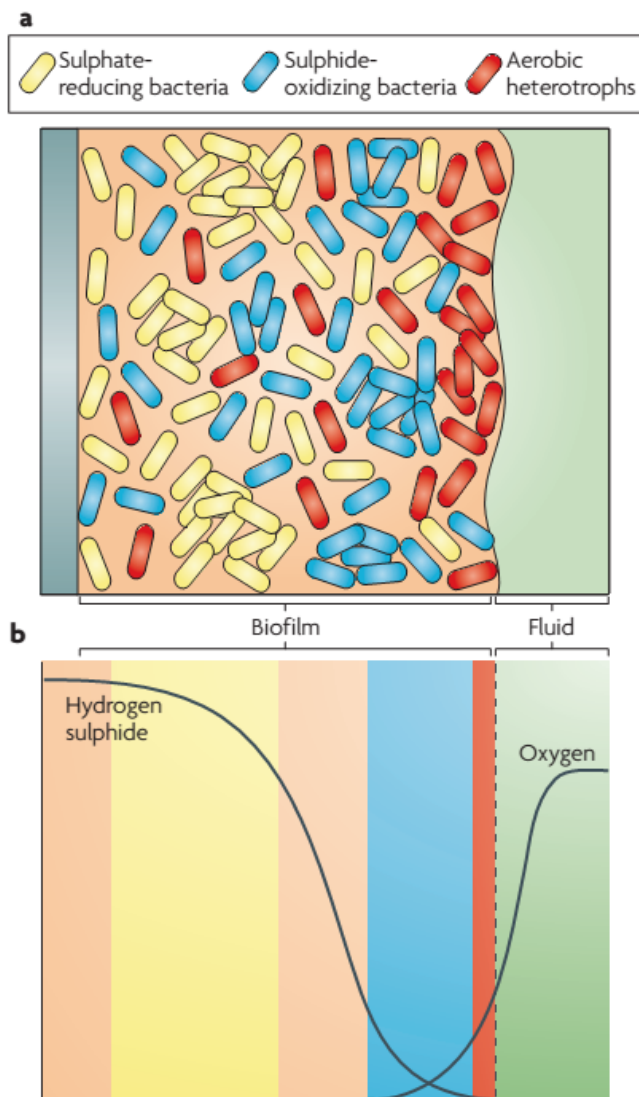 a
Sulphate-
reducing bacteria
Sulphide-
oxidizing bacteria
Aerobic
heterotrophs
Biofilm
Fluid
b
Hydrogen
sulphide
Oxygen